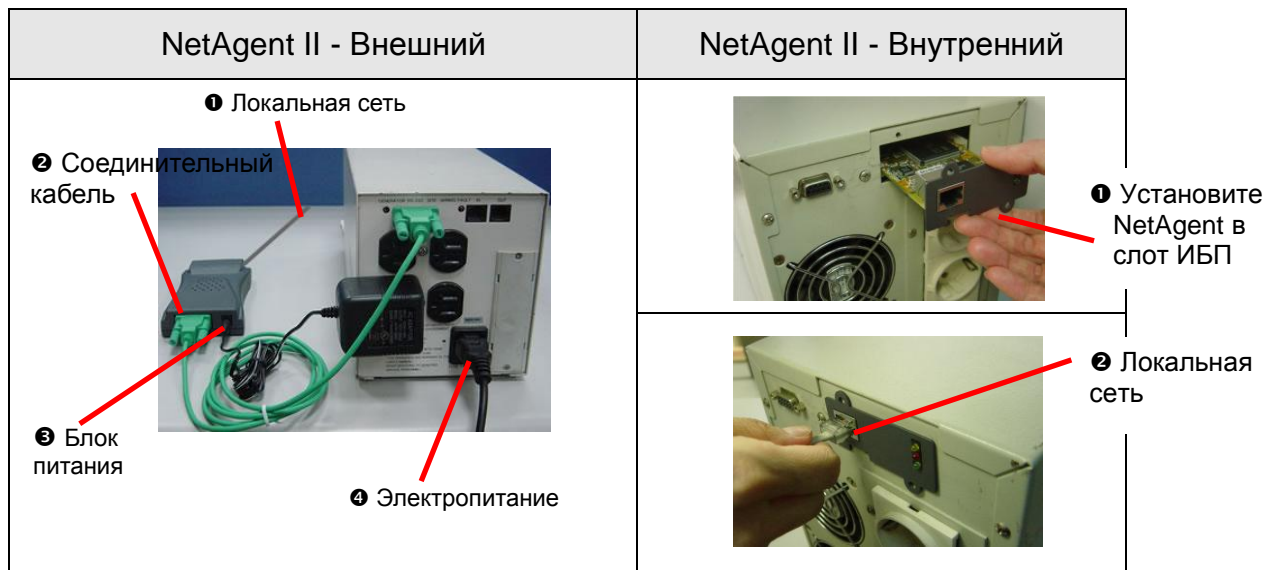 NetAgent II - Внешний
NetAgent II - Внутренний
❶ Локальная сеть
❷ Соединительный
кабель
❸ Блок
питания
❹ Электропитание
❶ Установите
NetAgent в
слот ИБП
❷ Локальная
сеть